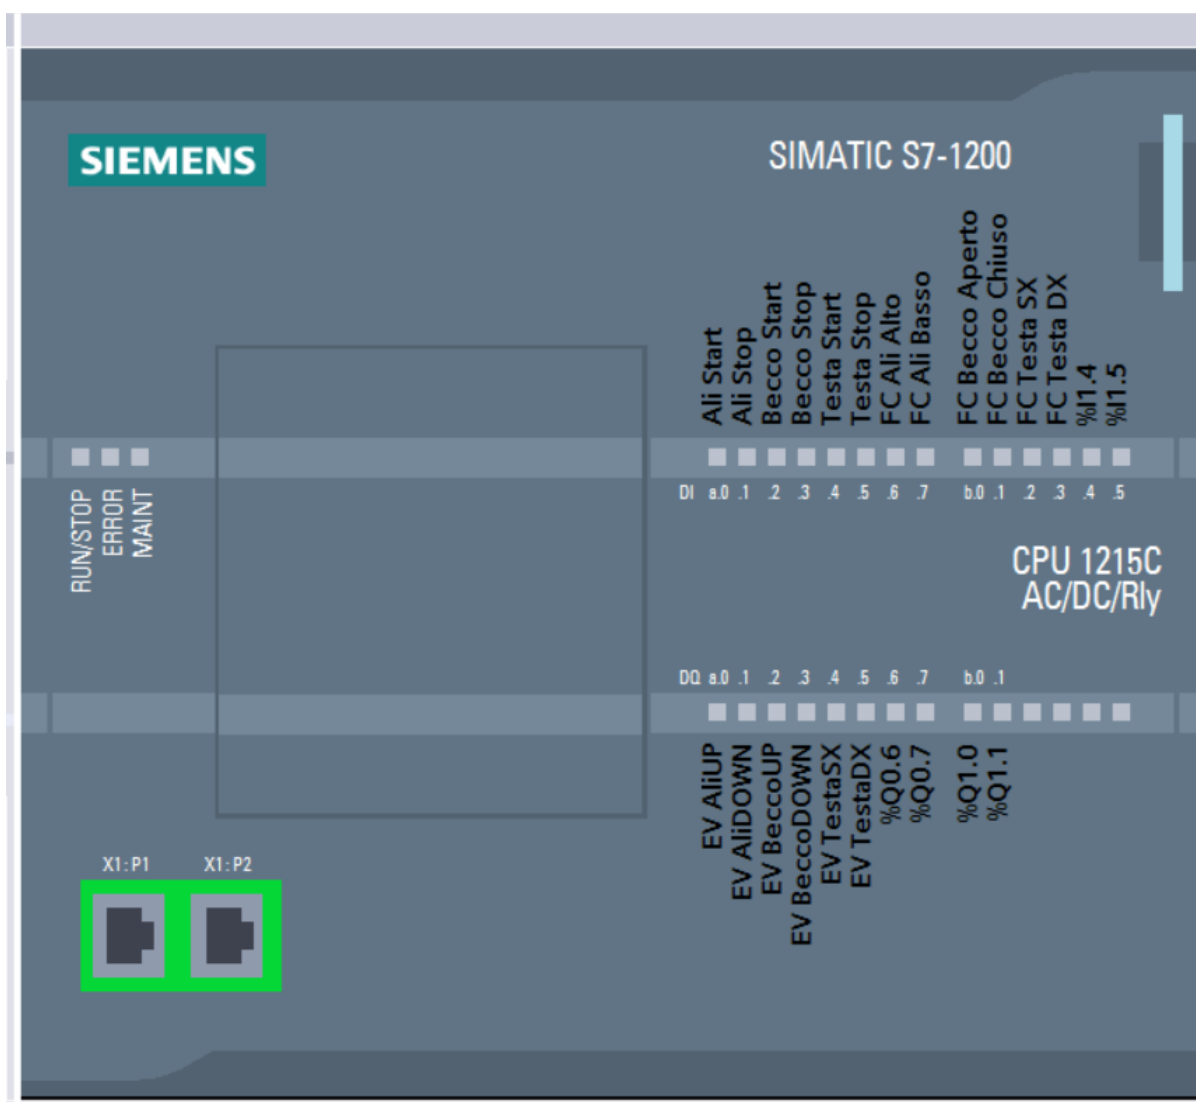 SIEMENS
SIMATIC S7-1200
Ali Start
Ali Stop
Becco Start
Becco Stop
Testa Start
Testa Stop
FC Ali Alto
FC Ali Basso
FC Becco Aperto
FC Becco Chiuso
FC Testa SX
FC Testa DX
%I1.4
%I1.5
DI a.0 .1 .2 .3 .4 .5 .6 .7 b.0 .1 .2 .3 .4 .5
RUN/STOP
ERROR
MAINT
CPU 1215C
AC/DC/Rly
DQ a.0 .1 .2 .3 .4 .5 .6 .7 b.0 .1
EV AliUP
EV AliDOWN
EV BeccoUP
EV BeccoDOWN
EV TestaSX
EV TestaDX
%Q0.6
%Q0.7
%Q1.0
%Q1.1
X1:P1 X1:P2